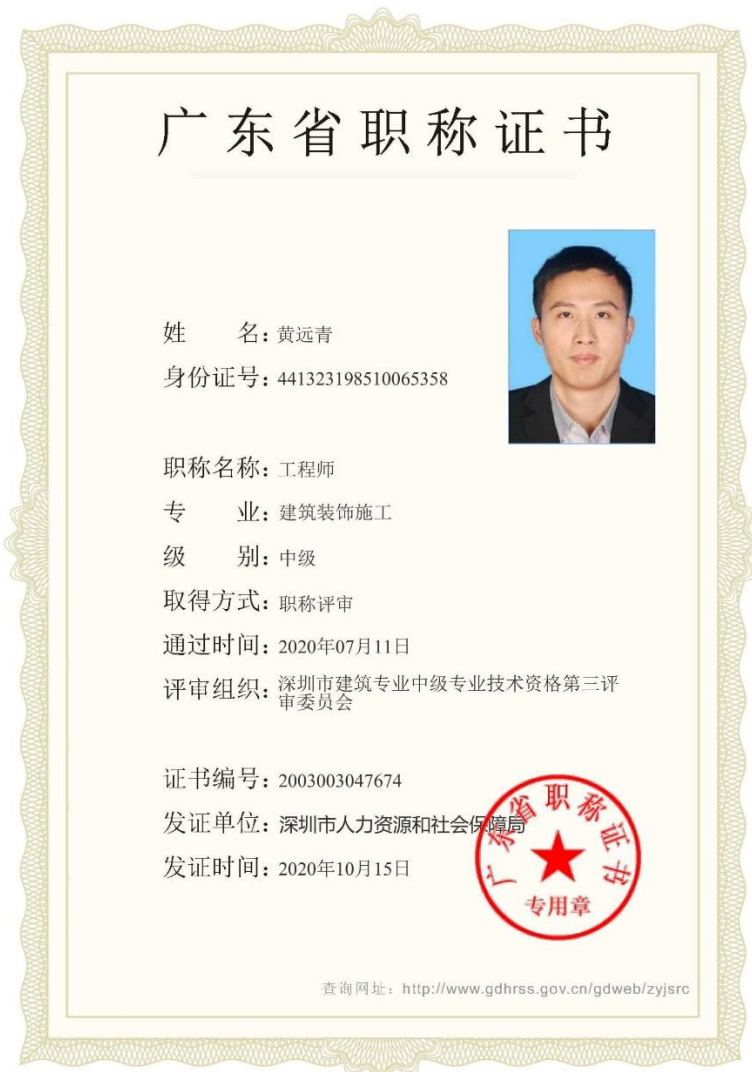 广东省职称证书
姓 名：黄远青
身份证号：441323198510065358
职称名称：工程师
专 业：建筑装饰施工
级 别：中级
取得方式：职称评审
通过时间：2020年07月11日
评审组织：深圳市建筑专业中级专业技术资格第三评
审委员会
证书编号：2003003047674
发证单位：深圳市人力资源和社会保障局
发证时间：2020年10月15日
广东省职称证书
专用章
查询网址：http://www.gdhrss.gov.cn/gdweb/zyjsrc